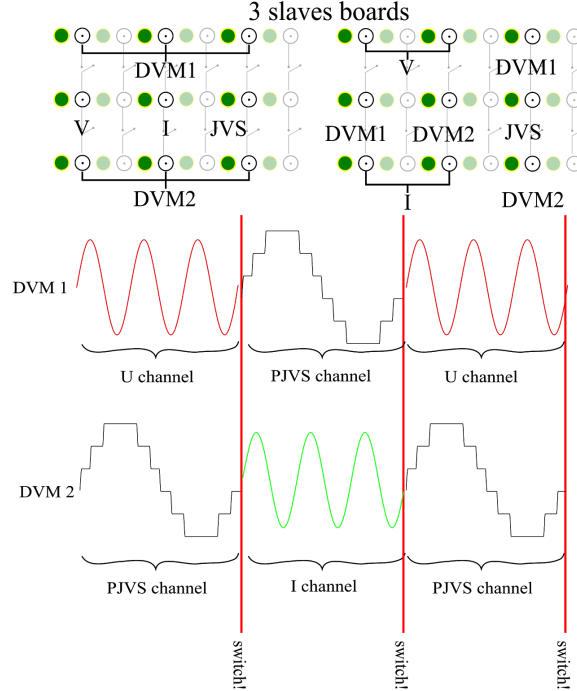 3 slaves boards
DVM1
V
DVM1
V
I
JVS
DVM1
DVM2
JVS
DVM2
I
DVM2
DVM 1
U channel
PJVS channel
U channel
DVM 2
PJVS channel
I channel
PJVS channel
switch!
switch!
switch!